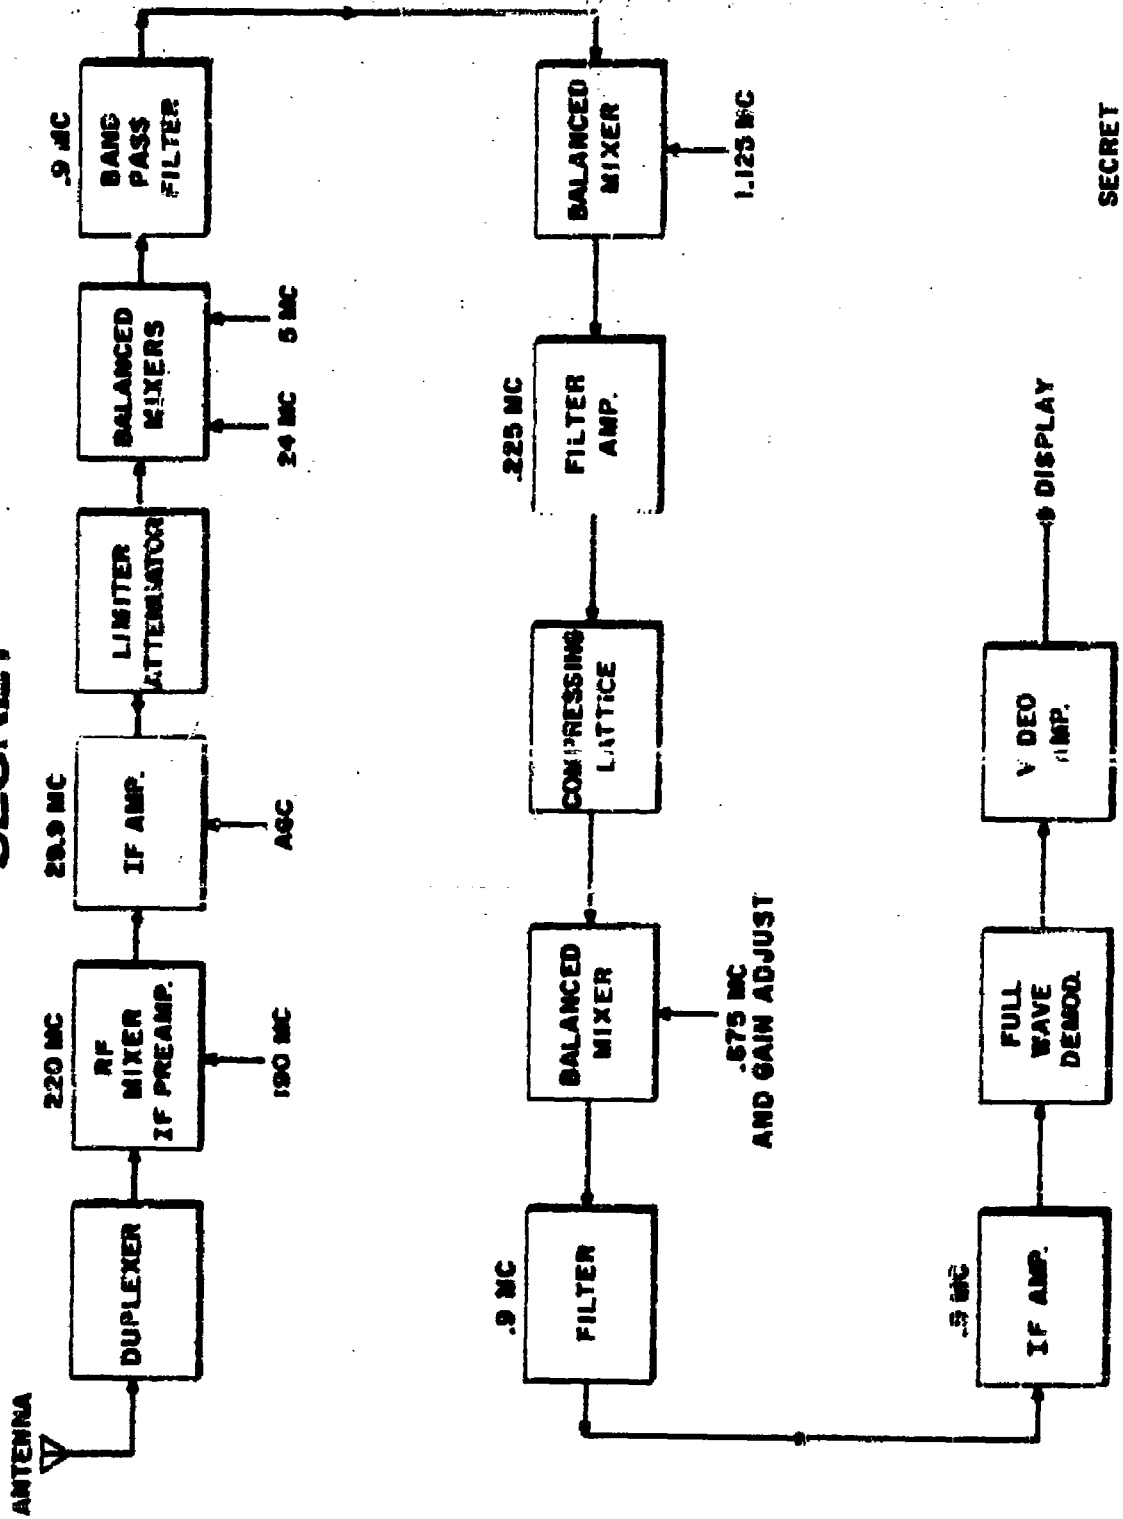 SECRET
ANTENNA
DUPLEXER
220 MC
RF
MIXER
IF PREAMP.
190 MC
29.9 MC
IF AMP.
AGC
LIMITER
ATTENUATOR
BALANCED
MIXERS
24 MC
5 MC
.9 MC
BAND
PASS
FILTER
BALANCED
MIXER
1.125 MC
.225 MC
FILTER
AMP.
COMPRESSING
LATTICE
BALANCED
MIXER
.675 MC
AND GAIN ADJUST
.9 MC
FILTER
.9 MC
IF AMP.
FULL
WAVE
DEMOD.
VIDEO
AMP.
DISPLAY
SECRET